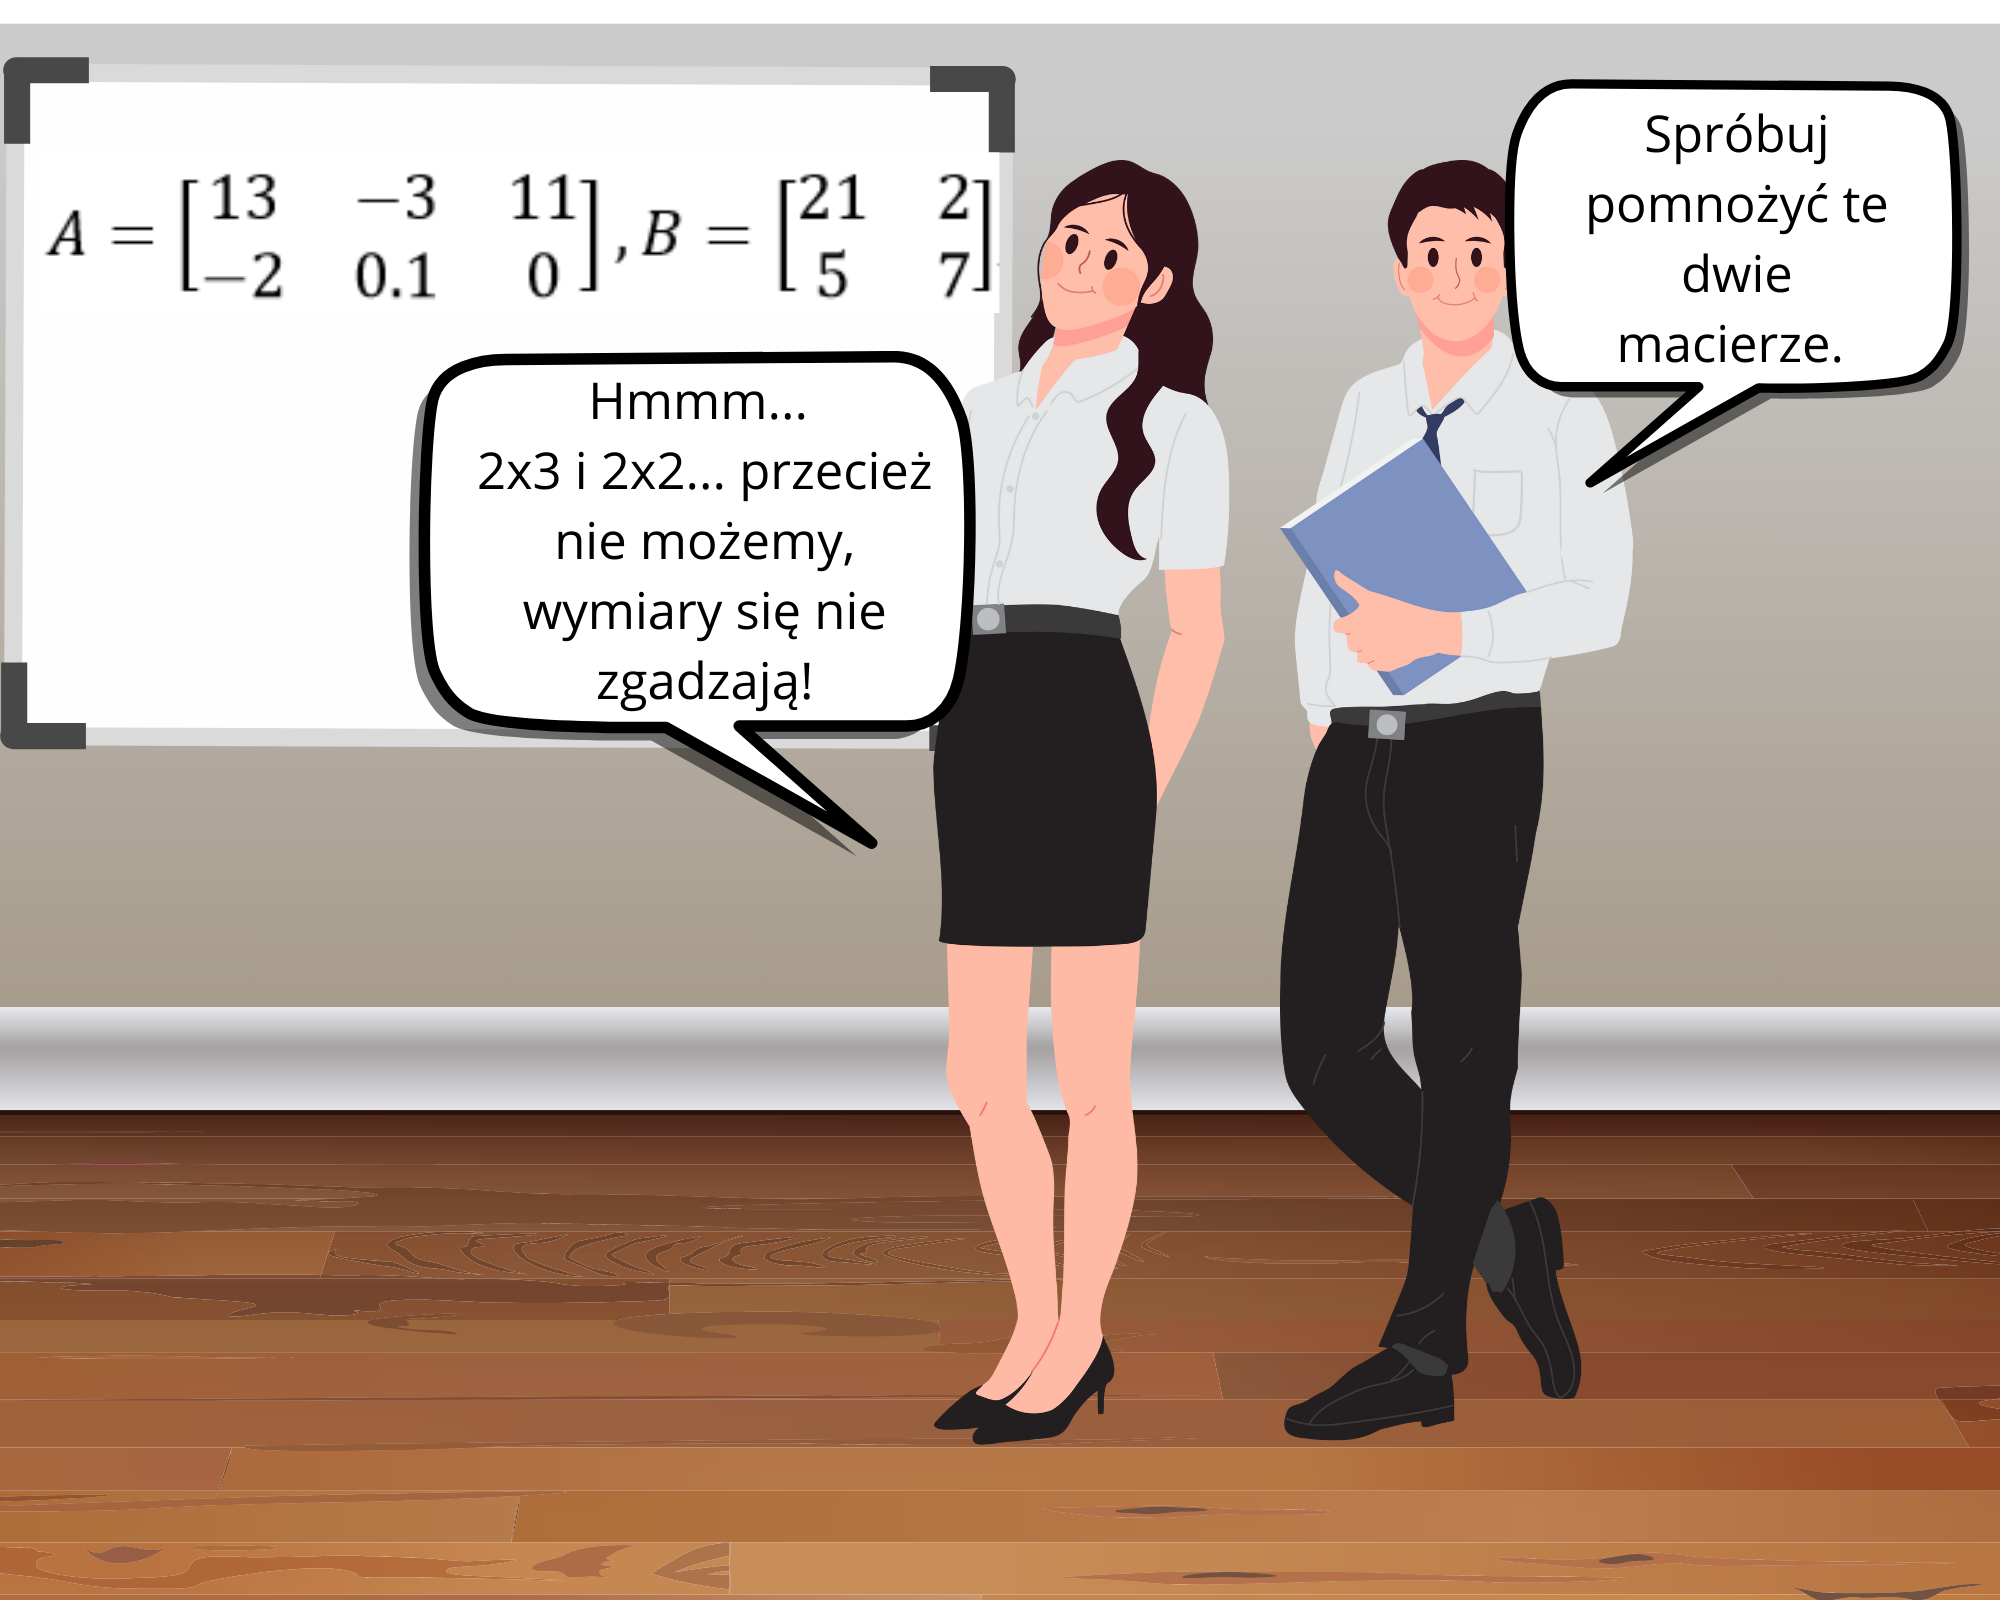 A = [13 −3 11
−2 0.1 0], B = [21 2
5 7]
Spróbuj
pomnożyć te
dwie
macierze.
Hmmm...
2x3 i 2x2... przecież
nie możemy,
wymiary się nie
zgadzają!